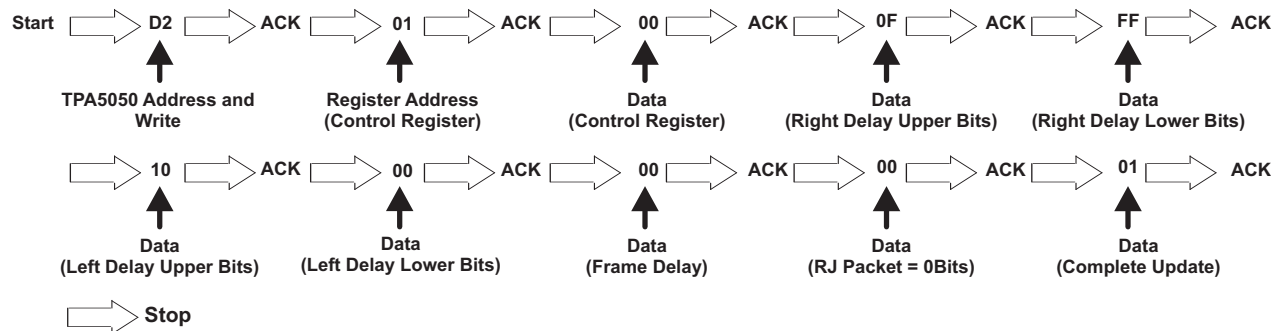 Start D2 ACK 01 ACK 00 ACK 0F ACK FF ACK
TPA5050 Address and Write
Register Address (Control Register)
Data (Control Register)
Data (Right Delay Upper Bits)
Data (Right Delay Lower Bits)
10 ACK 00 ACK 00 ACK 00 ACK 01 ACK
Data (Left Delay Upper Bits)
Data (Left Delay Lower Bits)
Data (Frame Delay)
Data (RJ Packet = 0Bits)
Data (Complete Update)
Stop